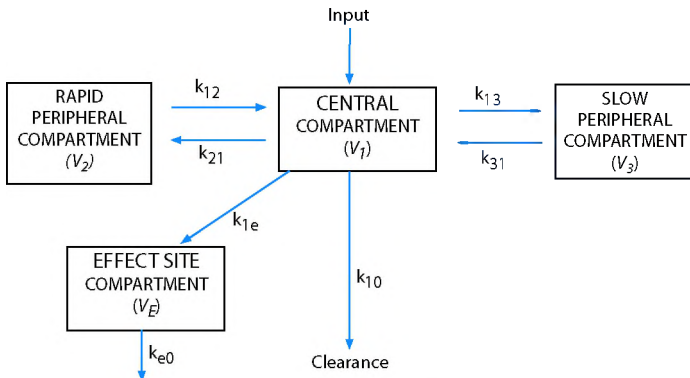 Input
k12
k13
RAPID
PERIPHERAL
COMPARTMENT
(V2)
CENTRAL
COMPARTMENT
(V1)
SLOW
PERIPHERAL
COMPARTMENT
(V3)
k21
k31
k1e
EFFECT SITE
COMPARTMENT
(VE)
k10
ke0
Clearance